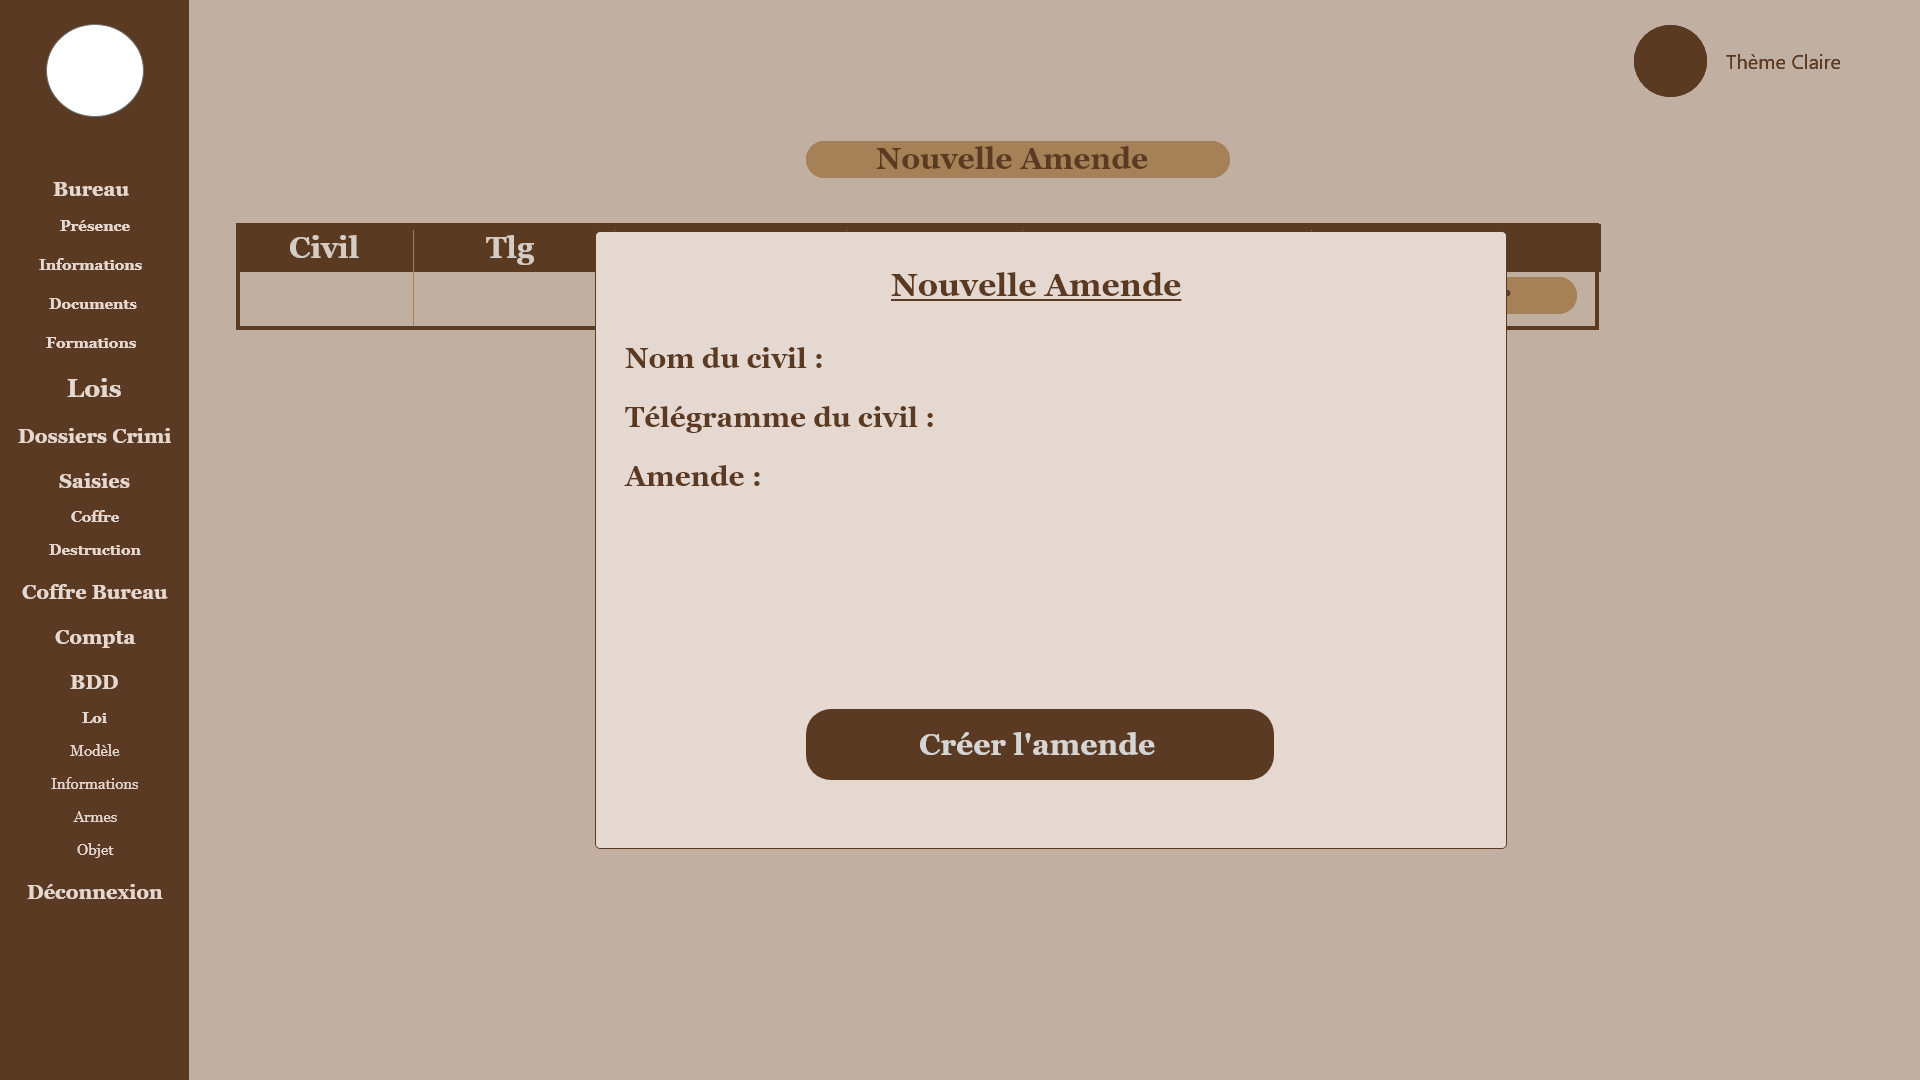 Thème Claire
Bureau
Présence
Informations
Documents
Formations
Lois
Dossiers Crimi
Saisies
Coffre
Destruction
Coffre Bureau
Compta
BDD
Loi
Modèle
Informations
Armes
Objet
Déconnexion
Nouvelle Amende
Civil
Tlg
Nouvelle Amende
Nom du civil :
Télégramme du civil :
Amende :
Créer l'amende